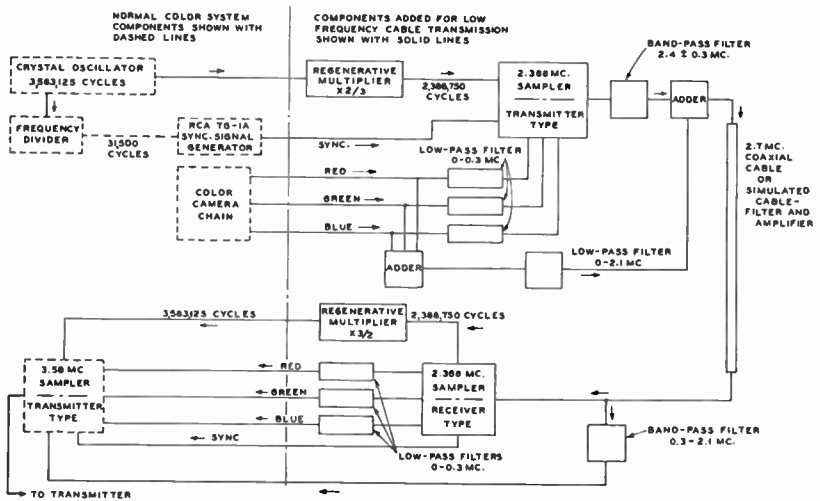 NORMAL COLOR SYSTEM
COMPONENTS SHOWN WITH
DASHED LINES
COMPONENTS ADDED FOR LOW
FREQUENCY CABLE TRANSMISSION
SHOWN WITH SOLID LINES
CRYSTAL OSCILLATOR
3,583,125 CYCLES
REGENERATIVE
MULTIPLIER
X2/3
2,388,750
CYCLES
2.388 MC.
SAMPLER
TRANSMITTER
TYPE
BAND-PASS FILTER
2.4 ± 0.3 MC.
ADDER
FREQUENCY
DIVIDER
31,500
CYCLES
RCA TG-1A
SYNC. SIGNAL
GENERATOR
SYNC.
LOW-PASS FILTER
0-0.3 MC.
COLOR
CAMERA
CHAIN
RED
GREEN
BLUE
2.7 MC.
COAXIAL
CABLE
OR
SIMULATED
CABLE-
FILTER AND
AMPLIFIER
ADDER
LOW-PASS FILTER
0-2.1 MC
3,583,125 CYCLES
REGENERATIVE
MULTIPLIER
X3/2
2,388,750 CYCLES
3.58 MC
SAMPLER
TRANSMITTER
TYPE
RED
GREEN
BLUE
SYNC
2.388 MC.
SAMPLER
RECEIVER
TYPE
LOW-PASS FILTERS
0-0.3 MC.
BAND-PASS FILTER
0.3-2.1 MC.
TO TRANSMITTER